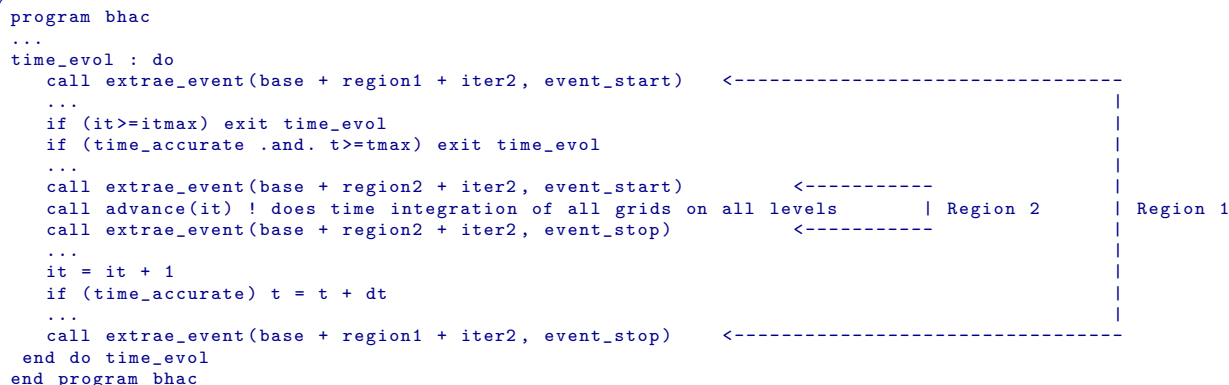 program bhac
...
time_evol : do
   call extrae_event(base + region1 + iter2, event_start)   <---------------------------------
   ...                                                                                        |
   if (it>=itmax) exit time_evol                                                              |
   if (time_accurate .and. t>=tmax) exit time_evol                                            |
   ...                                                                                        |
   call extrae_event(base + region2 + iter2, event_start)            <-----------             |
   call advance(it) ! does time integration of all grids on all levels          | Region 2    | Region 1
   call extrae_event(base + region2 + iter2, event_stop)             <-----------             |
   ...                                                                                        |
   it = it + 1                                                                                |
   if (time_accurate) t = t + dt                                                              |
   ...                                                                                        |
   call extrae_event(base + region1 + iter2, event_stop)    <---------------------------------
 end do time_evol
end program bhac